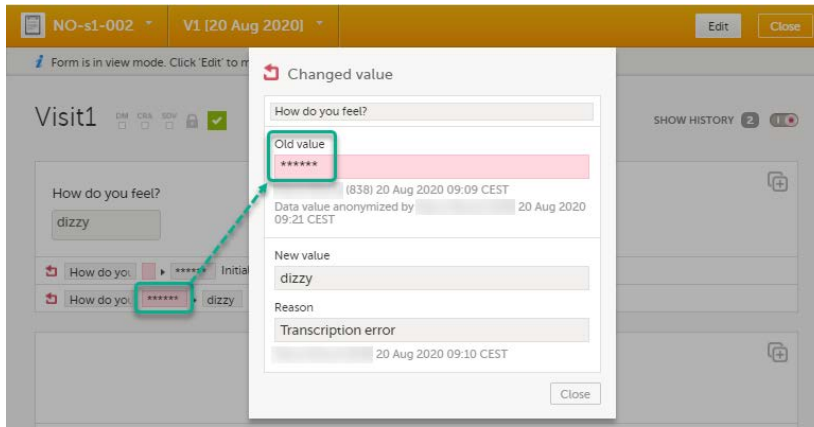 NO-s1-002 V1 [20 Aug 2020] Edit Close
i Form is in view mode. Click 'Edit' to m
Visit1 DM CRA SDV SHOW HISTORY 2
How do you feel?
dizzy
How do you ****** Initial
How do you ****** dizzy
Changed value
How do you feel?
Old value
******
(838) 20 Aug 2020 09:09 CEST
Data value anonymized by 20 Aug 2020
09:21 CEST
New value
dizzy
Reason
Transcription error
20 Aug 2020 09:10 CEST
Close